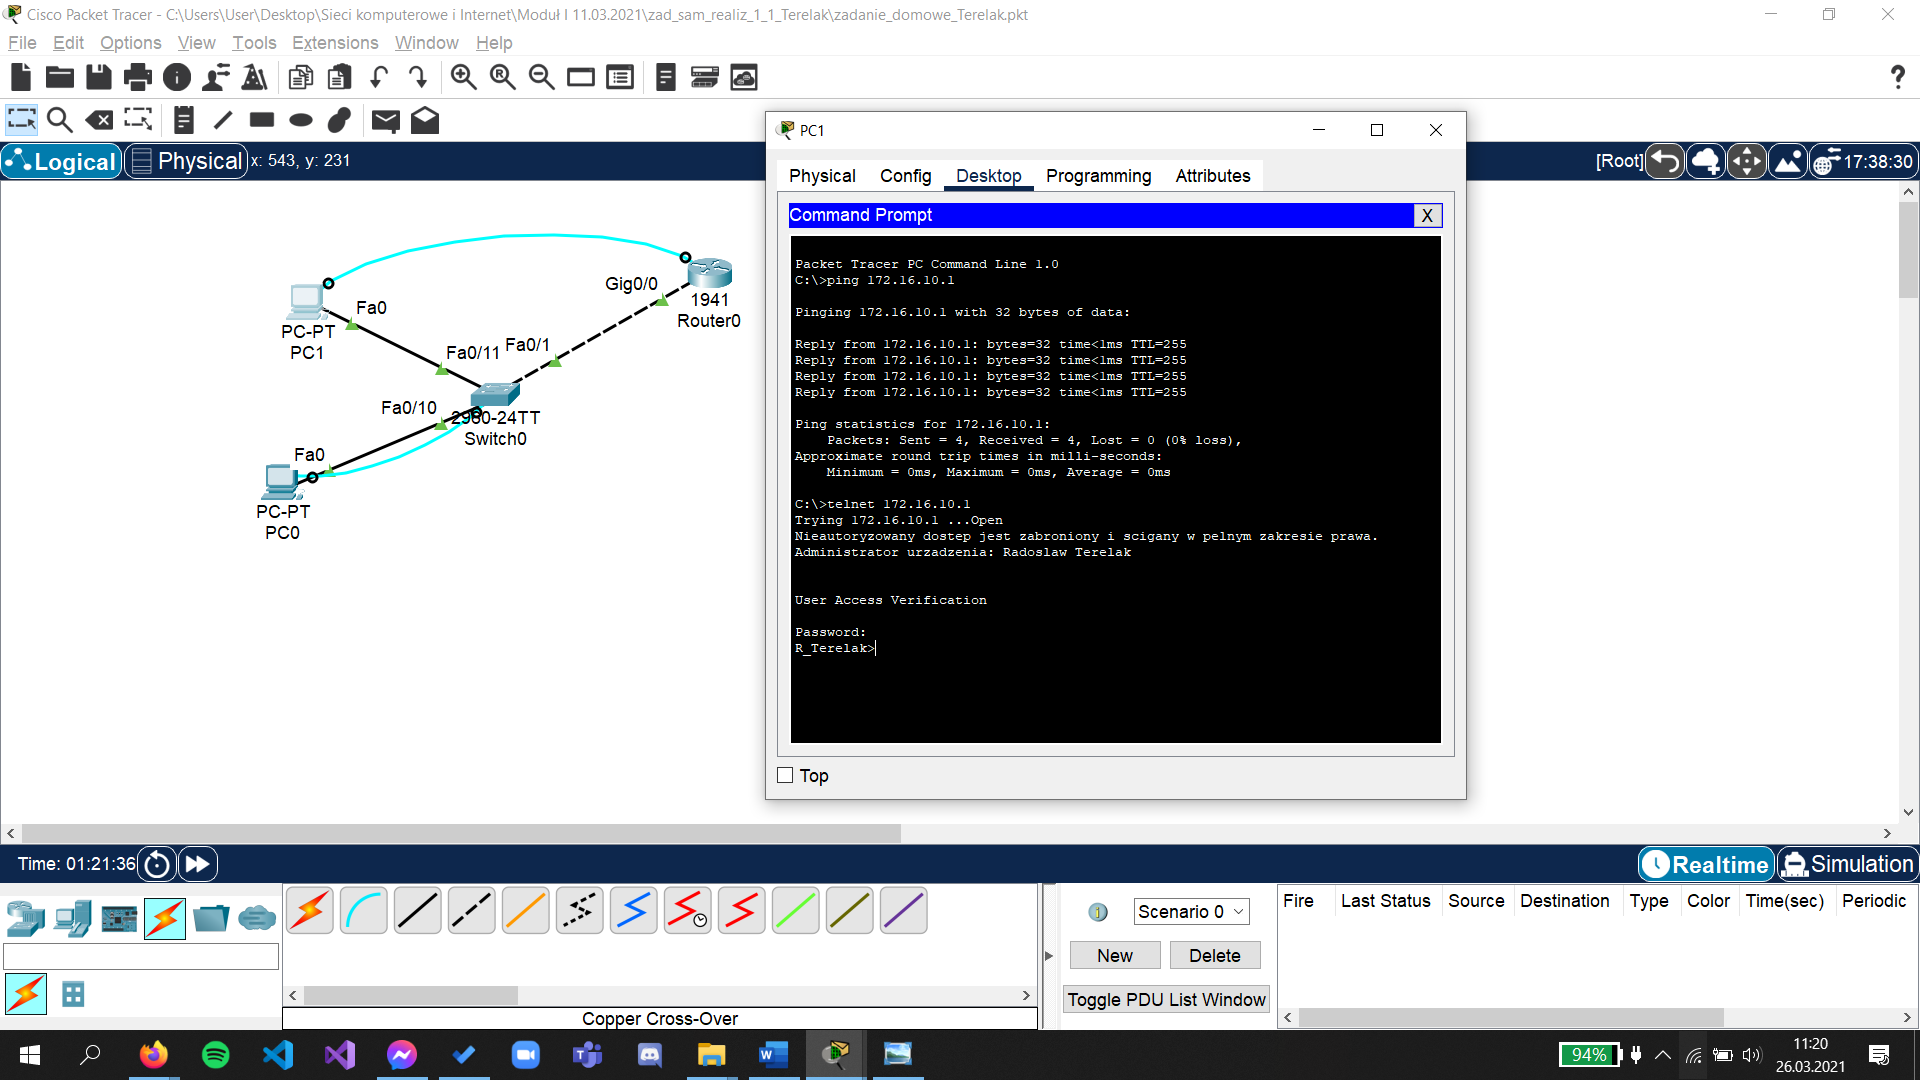 Cisco Packet Tracer - C:\Users\User\Desktop\Sieci komputerowe i Internet\Moduł I 11.03.2021\zad_sam_realiz_1_1_Terelak\zadanie_domowe_Terelak.pkt
File Edit Options View Tools Extensions Window Help
Logical Physical x: 543, y: 231 [Root] 17:38:30
PC1
Physical Config Desktop Programming Attributes
Command Prompt X
Packet Tracer PC Command Line 1.0
C:\>ping 172.16.10.1
Pinging 172.16.10.1 with 32 bytes of data:
Reply from 172.16.10.1: bytes=32 time<1ms TTL=255
Reply from 172.16.10.1: bytes=32 time<1ms TTL=255
Reply from 172.16.10.1: bytes=32 time<1ms TTL=255
Reply from 172.16.10.1: bytes=32 time<1ms TTL=255
Ping statistics for 172.16.10.1:
Packets: Sent = 4, Received = 4, Lost = 0 (0% loss),
Approximate round trip times in milli-seconds:
Minimum = 0ms, Maximum = 0ms, Average = 0ms
C:\>telnet 172.16.10.1
Trying 172.16.10.1 ...Open
Nieautoryzowany dostep jest zabroniony i scigany w pelnym zakresie prawa.
Administrator urzadzenia: Radoslaw Terelak
User Access Verification
Password:
R_Terelak>
Top
Gig0/0
1941
Router0
Fa0
PC-PT
PC1
Fa0/11 Fa0/1
Fa0/10
2960-24TT
Switch0
Fa0
PC-PT
PC0
Time: 01:21:36 Realtime Simulation
Scenario 0
New Delete
Toggle PDU List Window
Fire Last Status Source Destination Type Color Time(sec) Periodic
Copper Cross-Over
94%
11:20
26.03.2021